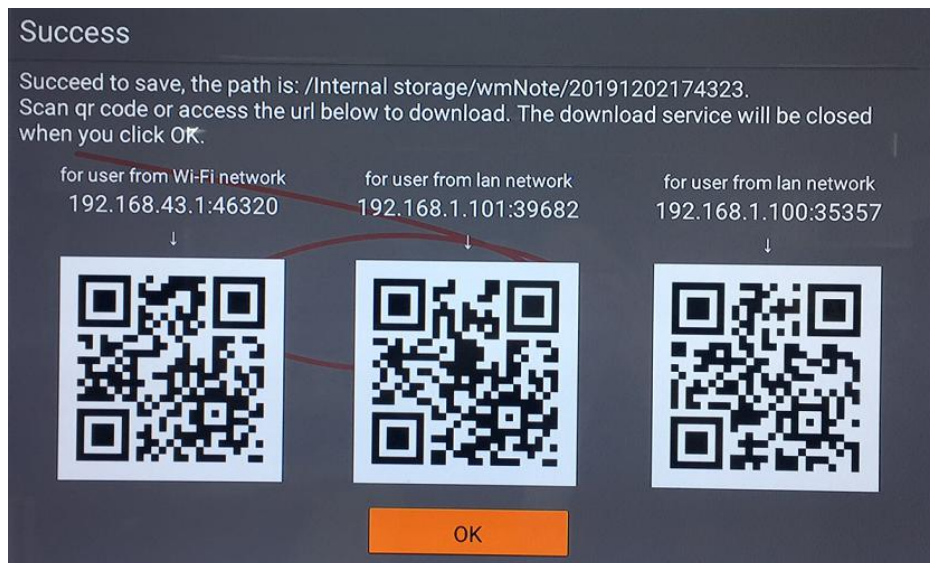 Success
Succeed to save, the path is: /Internal storage/wmNote/20191202174323.
Scan qr code or access the url below to download. The download service will be closed
when you click OK.
for user from Wi-Fi network
192.168.43.1:46320
↓
for user from lan network
192.168.1.101:39682
↓
for user from lan network
192.168.1.100:35357
↓
OK